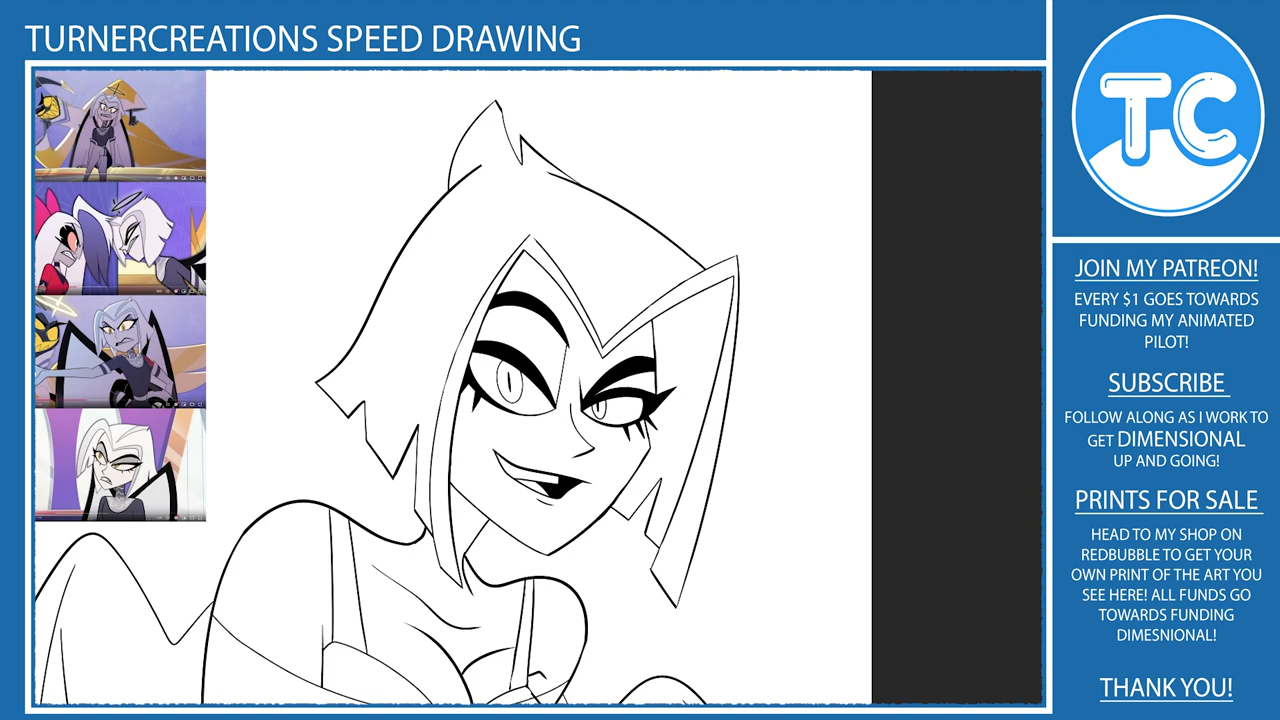 TURNERCREATIONS SPEED DRAWING
TC
JOIN MY PATREON!
EVERY $1 GOES TOWARDS
FUNDING MY ANIMATED
PILOT!
SUBSCRIBE
FOLLOW ALONG AS I WORK TO
GET DIMENSIONAL
UP AND GOING!
PRINTS FOR SALE
HEAD TO MY SHOP ON
REDBUBBLE TO GET YOUR
OWN PRINT OF THE ART YOU
SEE HERE! ALL FUNDS GO
TOWARDS FUNDING
DIMESNIONAL!
THANK YOU!